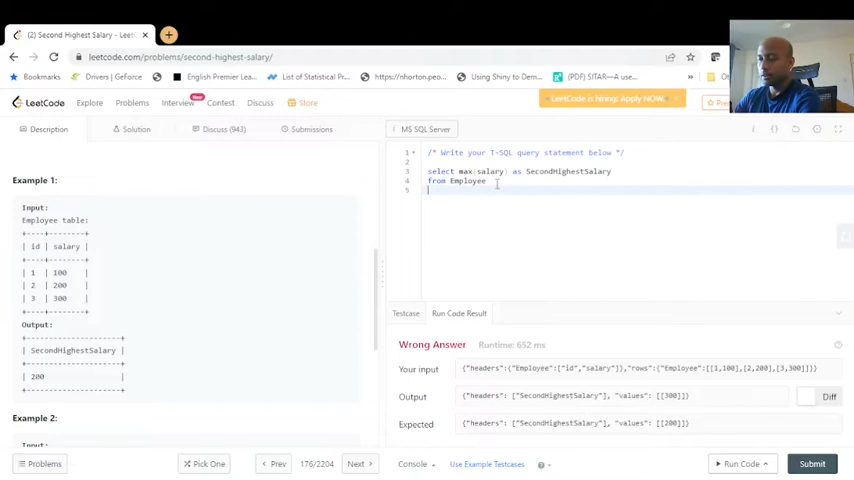 (2) Second Highest Salary - LeetC
leetcode.com/problems/second-highest-salary/
Bookmarks
Drivers | GeForce
English Premier Lea...
List of Statistical Pro...
https://nhorton.peo...
Using Shiny to Dem...
(PDF) SITAR—A use...
Other
LeetCode
Explore
Problems
Interview
New
Contest
Discuss
Store
LeetCode is hiring! Apply NOW.
Pre
Description
Solution
Discuss (943)
Submissions
MS SQL Server
Example 1:
Input:
Employee table:
+----+--------+
| id | salary |
+----+--------+
| 1 | 100 |
| 2 | 200 |
| 3 | 300 |
+----+--------+
Output:
+---------------------+
| SecondHighestSalary |
+---------------------+
| 200 |
+---------------------+
Example 2:
Input:
1 /* Write your T-SQL query statement below */
2
3 select max(salary) as SecondHighestSalary
4 from Employee
5
Testcase
Run Code Result
Wrong Answer
Runtime: 652 ms
Your input
{"headers":{"Employee":["id","salary"]},"rows":{"Employee":[[1,100],[2,200],[3,300]]}}
Output
{"headers": ["SecondHighestSalary"], "values": [[300]]}
Diff
Expected
{"headers": ["SecondHighestSalary"], "values": [[200]]}
Problems
Pick One
Prev
176/2204
Next
Console
Use Example Testcases
Run Code
Submit